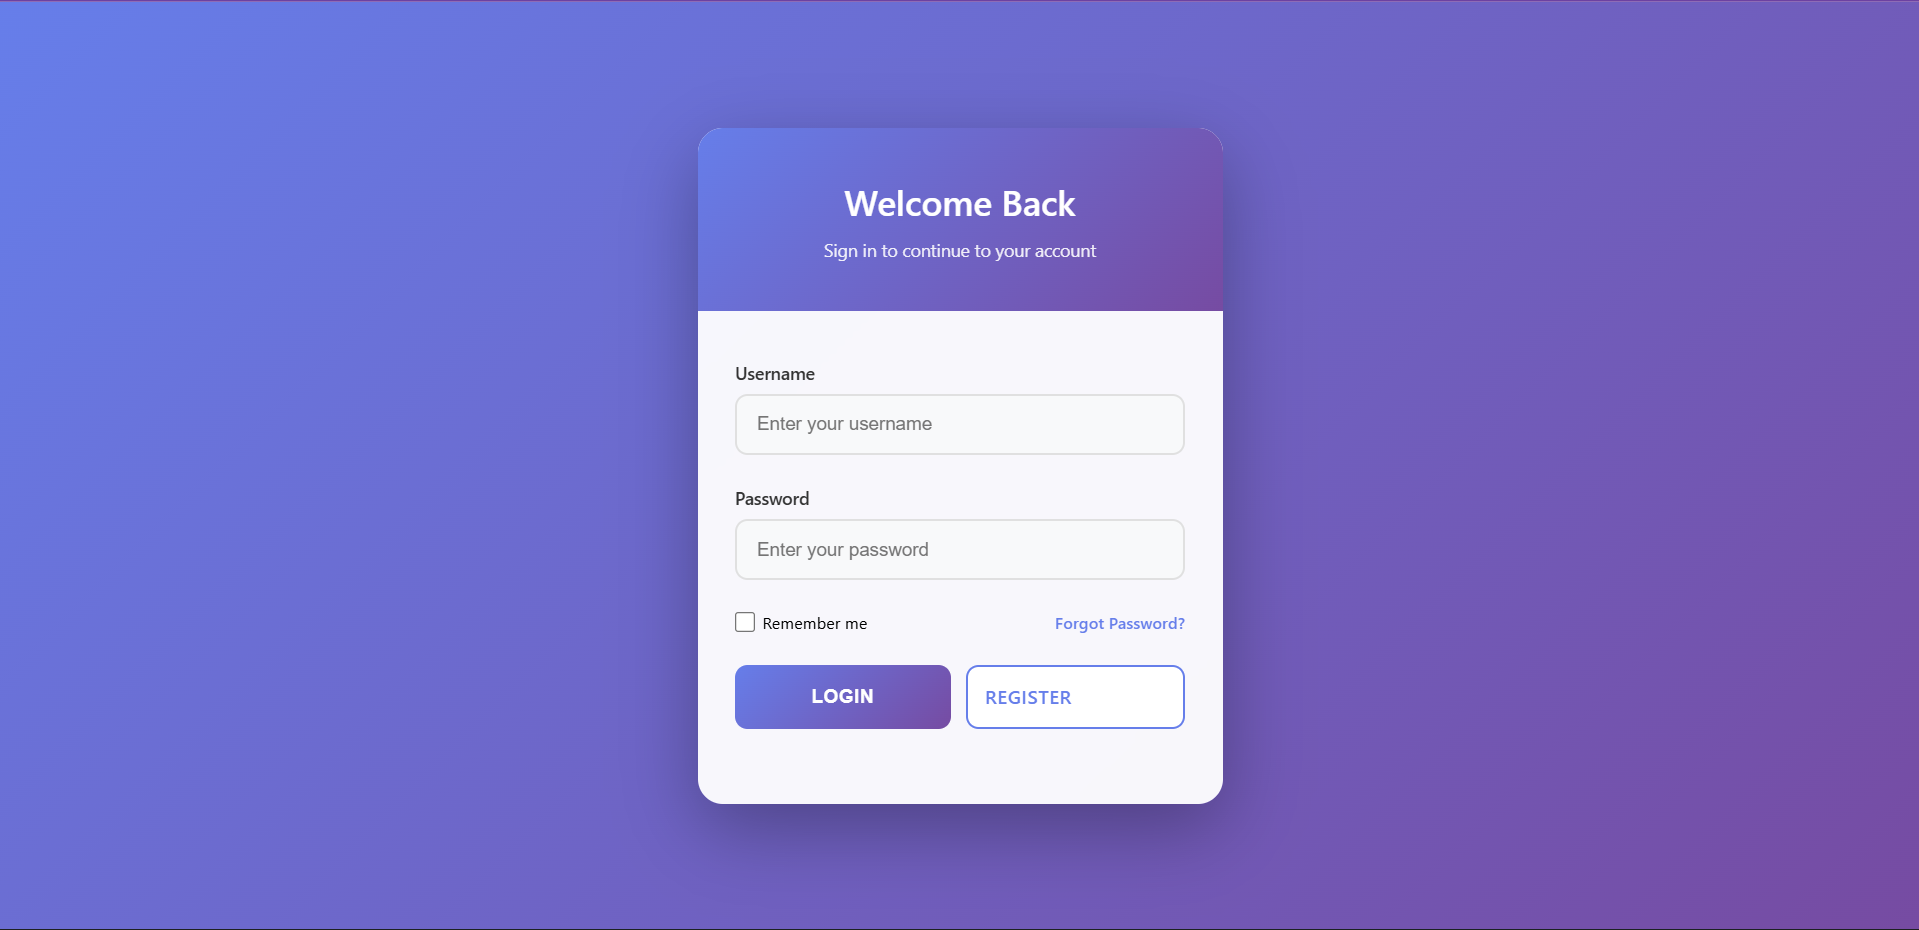 Welcome Back
Sign in to continue to your account
Username
Enter your username
Password
Enter your password
Remember me
Forgot Password?
LOGIN
REGISTER